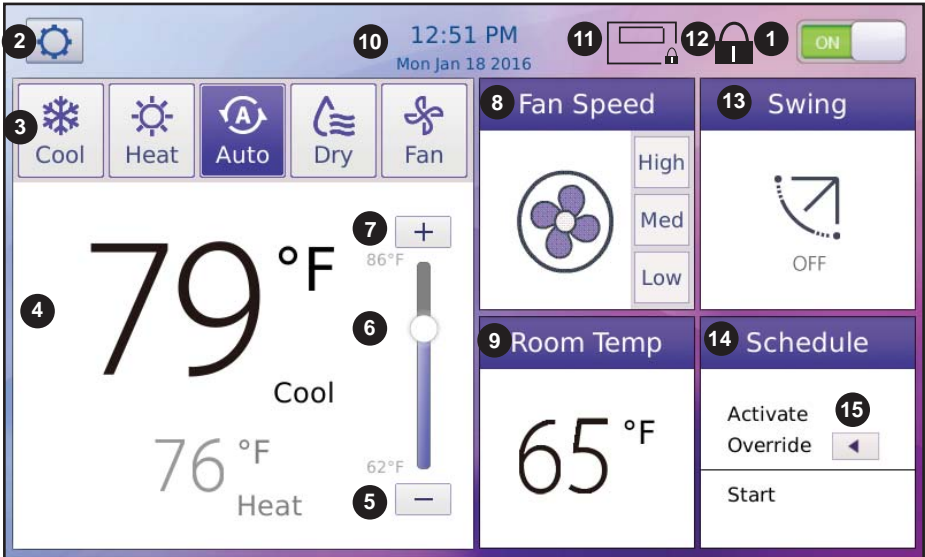 2
10
12:51 PM
Mon Jan 18 2016
11
12
1
ON
3
Cool
Heat
A
Auto
Dry
Fan
4
79 °F
Cool
76 °F
Heat
7
+
86°F
6
62°F
5
−
8
Fan Speed
High
Med
Low
13
Swing
OFF
9
Room Temp
65 °F
14
Schedule
Activate
15
Override
Start